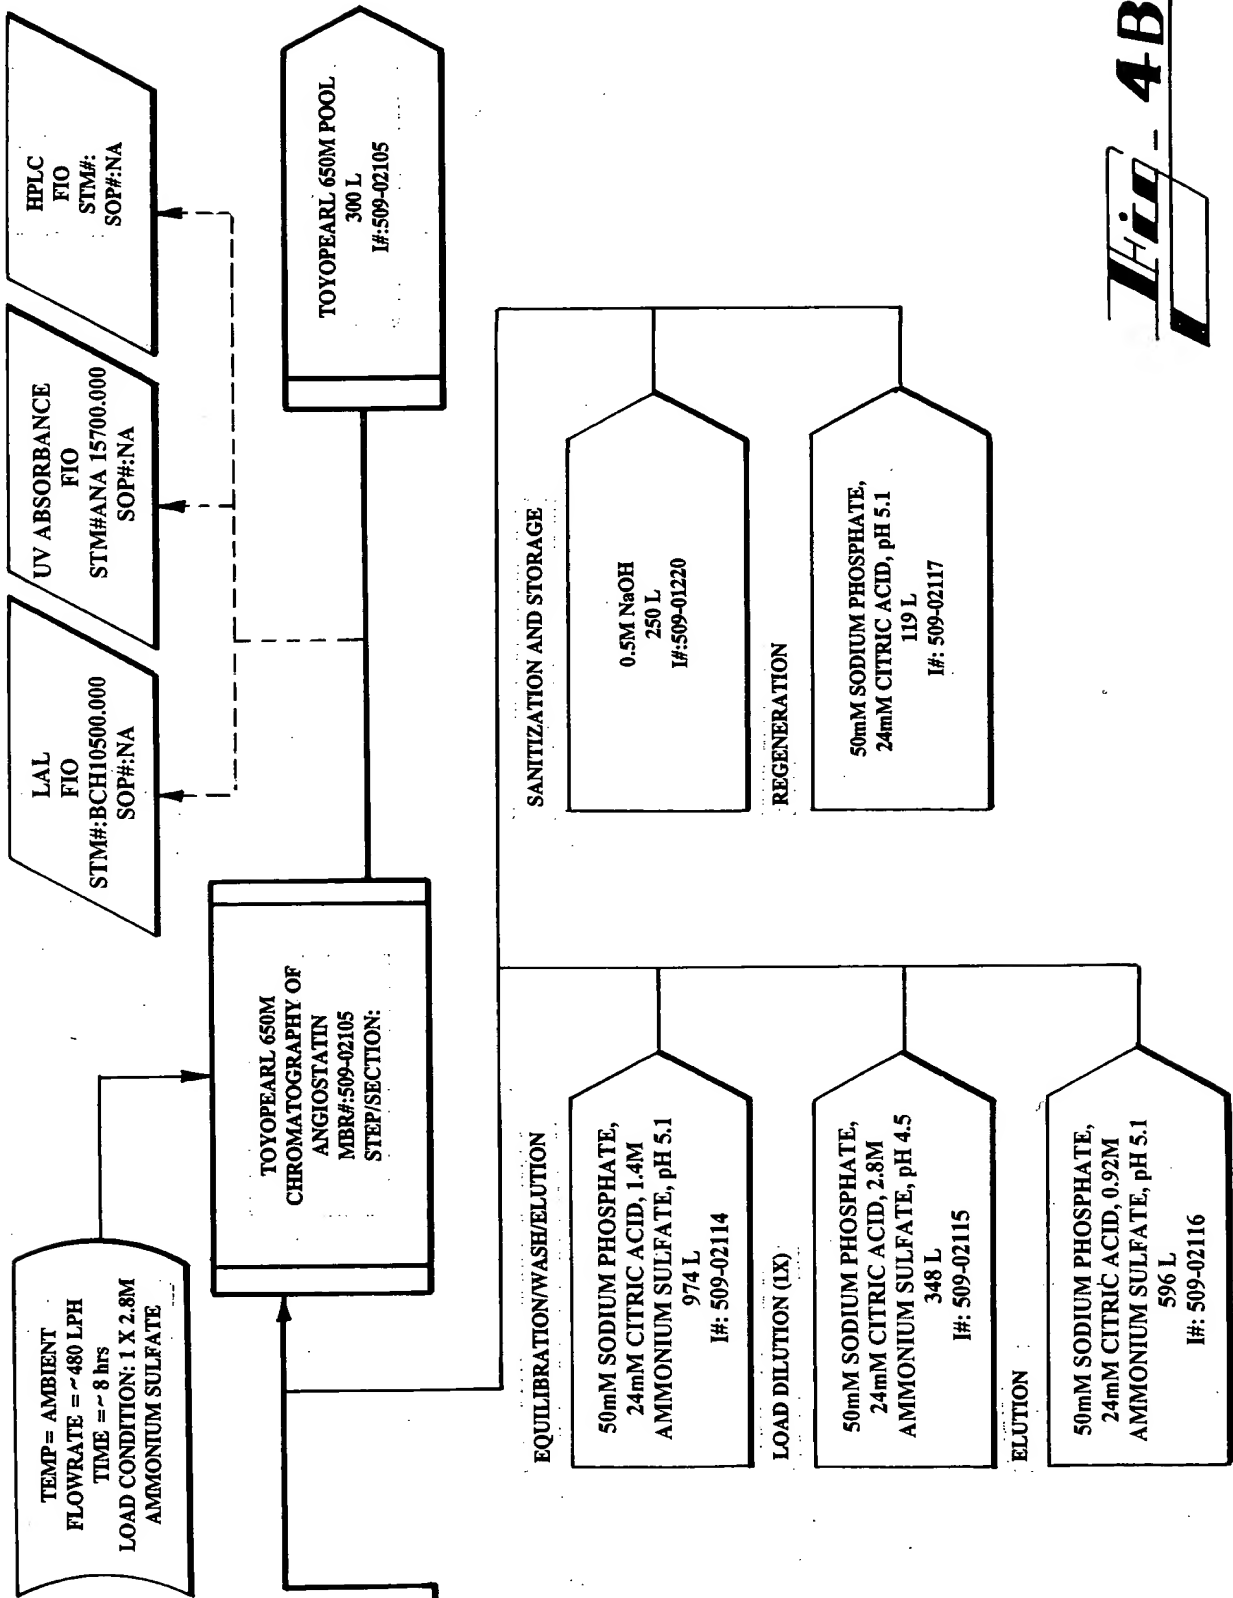 TEMP= AMBIENT
FLOWRATE = ~ 480 LPH
TIME = ~ 8 hrs
LOAD CONDITION: 1 X 2.8M
AMMONIUM SULFATE
LAL
FIO
STM#:BCH105000.000
SOP#:NA
UV ABSORBANCE
FIO
STM#ANA 15700.000
SOP#:NA
HPLC
FIO
STM#:
SOP#:NA
TOYOPEARL 650M
CHROMATOGRAPHY OF
ANGIOSTATIN
MBR#:509-02105
STEP/SECTION:
TOYOPEARL 650M POOL
300 L
I#:509-02105
EQUILIBRATION/WASH/ELUTION
50mM SODIUM PHOSPHATE,
24mM CITRIC ACID, 1.4M
AMMONIUM SULFATE, pH 5.1
974 L
I#: 509-02114
LOAD DILUTION (1X)
50mM SODIUM PHOSPHATE,
24mM CITRIC ACID, 2.8M
AMMONIUM SULFATE, pH 4.5
348 L
I#: 509-02115
ELUTION
50mM SODIUM PHOSPHATE,
24mM CITRIC ACID, 0.92M
AMMONIUM SULFATE, pH 5.1
596 L
I#: 509-02116
SANITIZATION AND STORAGE
0.5M NaOH
250 L
I#:509-01220
REGENERATION
50mM SODIUM PHOSPHATE,
24mM CITRIC ACID, pH 5.1
119 L
I#: 509-02117
Fig - 4B